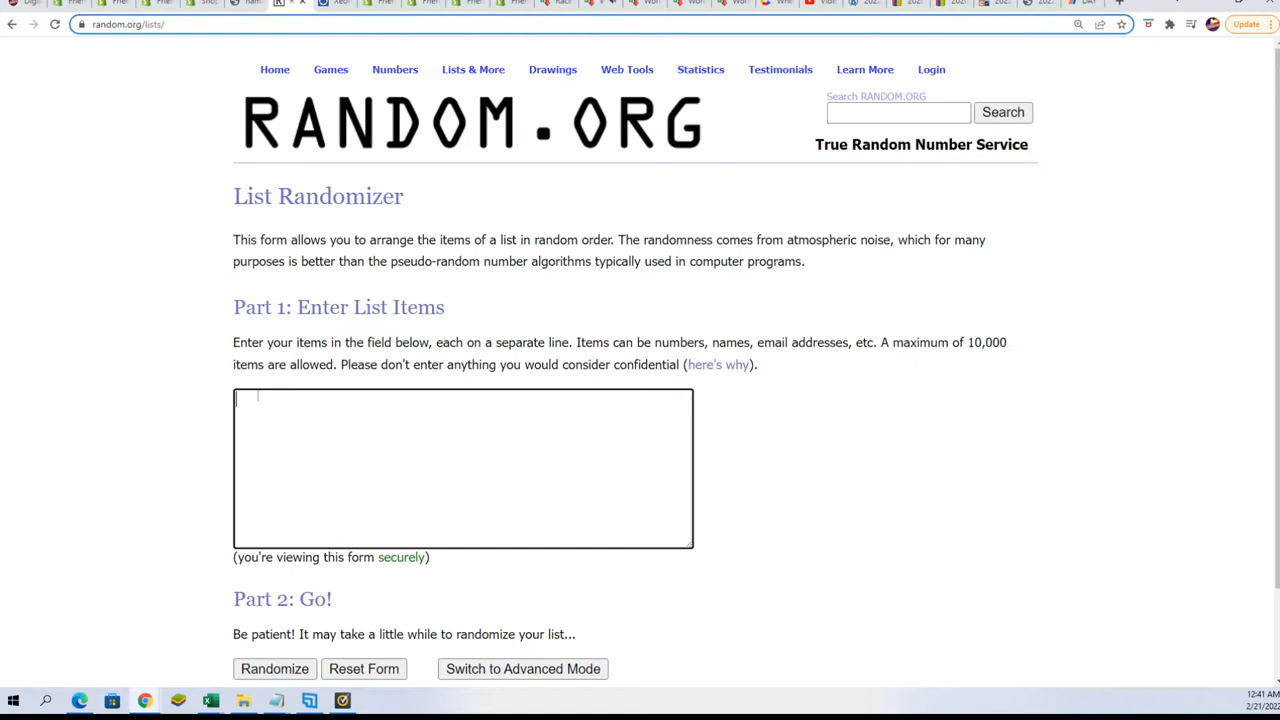 random.org/lists/
Update
Home Games Numbers Lists & More Drawings Web Tools Statistics Testimonials Learn More Login
RANDOM.ORG
Search RANDOM.ORG
Search
True Random Number Service
List Randomizer
This form allows you to arrange the items of a list in random order. The randomness comes from atmospheric noise, which for many
purposes is better than the pseudo-random number algorithms typically used in computer programs.
Part 1: Enter List Items
Enter your items in the field below, each on a separate line. Items can be numbers, names, email addresses, etc. A maximum of 10,000
items are allowed. Please don't enter anything you would consider confidential (here's why).
(you're viewing this form securely)
Part 2: Go!
Be patient! It may take a little while to randomize your list...
Randomize Reset Form Switch to Advanced Mode
12:41 AM